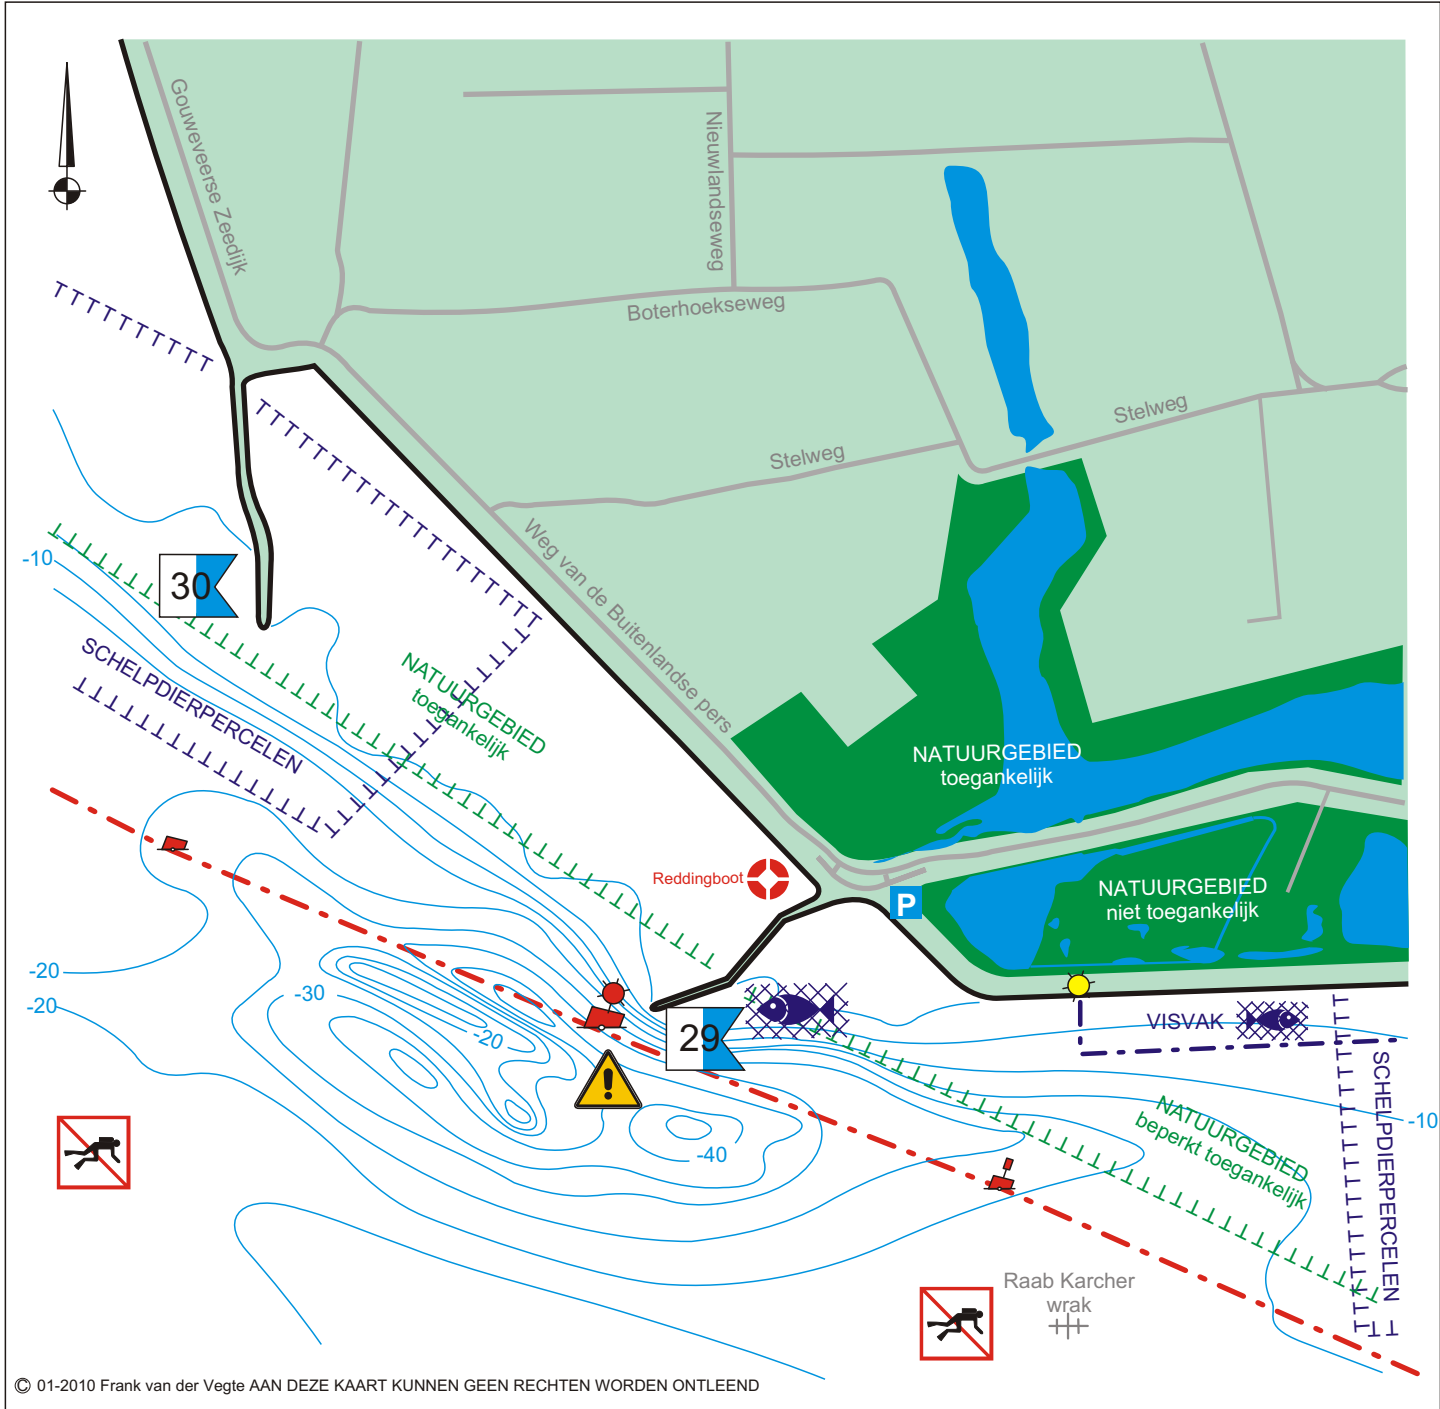 Gouweveerse Zeedijk
Nieuwlandseweg
Boterhoekseweg
Stelweg
Stelweg
Weg van de Buitenlandse pers
-10
30
SCHELPDIERPERCELEN
NATUURGEBIED
toegankelijk
NATUURGEBIED
toegankelijk
Reddingboot
P
NATUURGEBIED
niet toegankelijk
-20
-20
-30
-20
29
!
VISVAK
SCHELPDIERPERCELEN
-10
NATUURGEBIED
beperkt toegankelijk
-40
Raab Karcher
wrak
© 01-2010 Frank van der Vegte AAN DEZE KAART KUNNEN GEEN RECHTEN WORDEN ONTLEEND